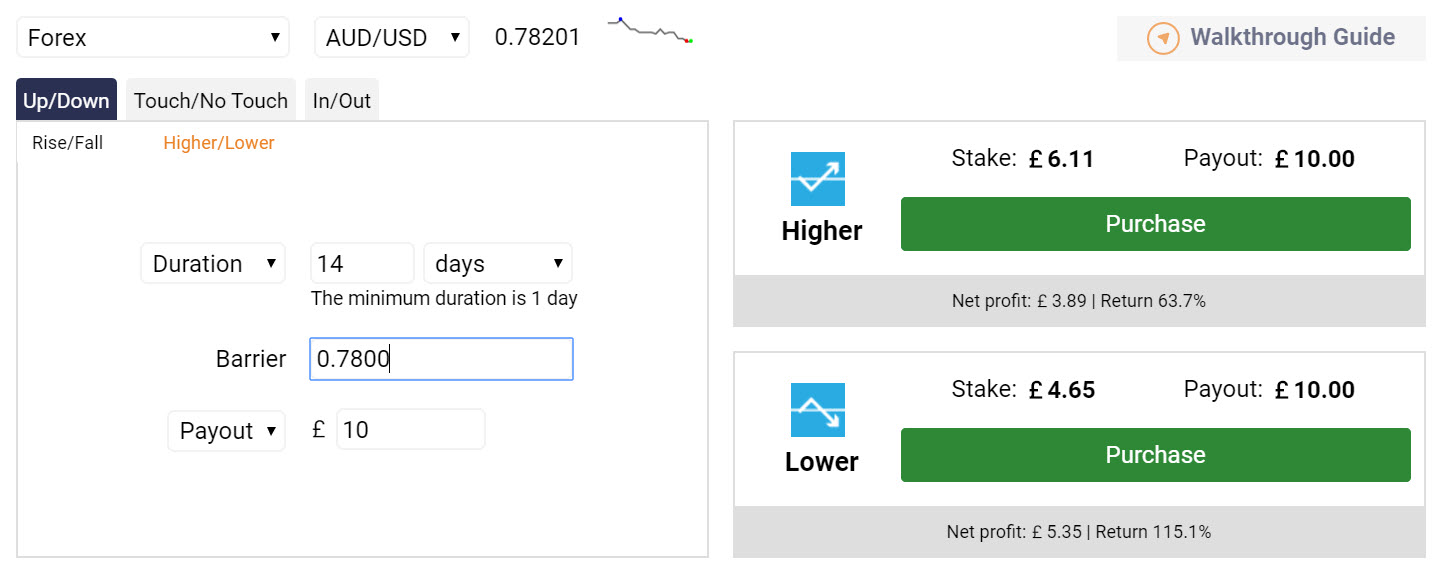 Forex AUD/USD 0.78201 Walkthrough Guide
Up/Down Touch/No Touch In/Out
Rise/Fall Higher/Lower
Duration 14 days
The minimum duration is 1 day
Barrier 0.7800
Payout £ 10
Stake: £ 6.11 Payout: £ 10.00
Higher Purchase
Net profit: £ 3.89 | Return 63.7%
Stake: £ 4.65 Payout: £ 10.00
Lower Purchase
Net profit: £ 5.35 | Return 115.1%